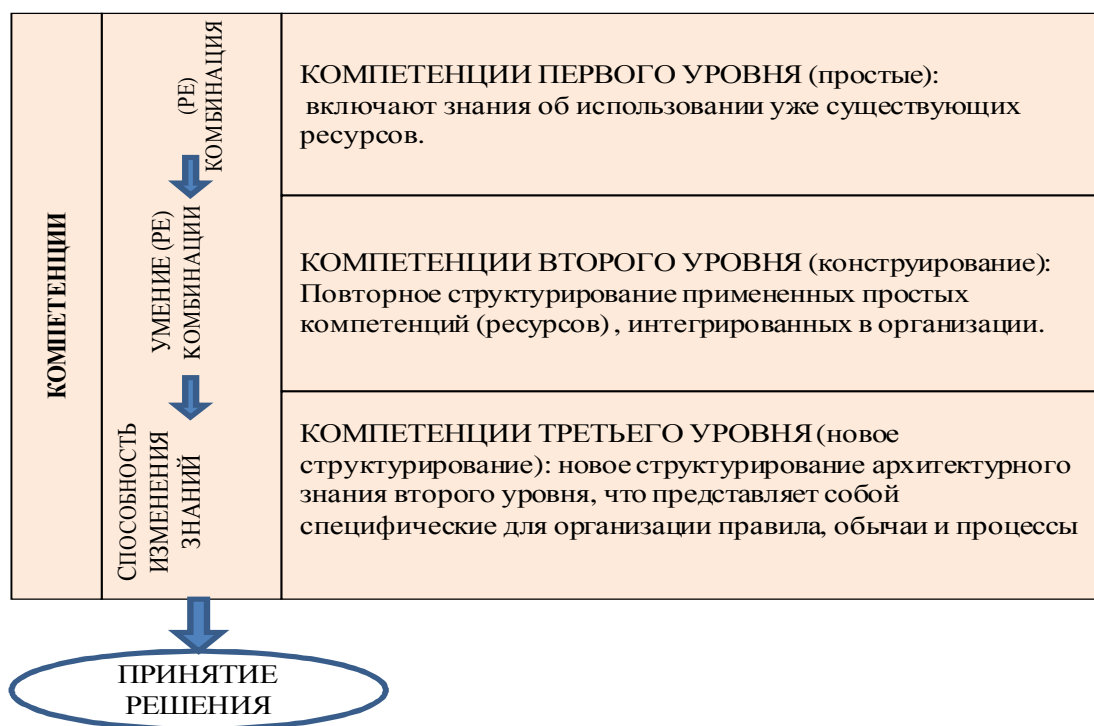 КОМПЕТЕНЦИИ
(РЕ)
КОМБИНАЦИЯ
КОМПЕТЕНЦИИ ПЕРВОГО УРОВНЯ (простые):
включают знания об использовании уже существующих
ресурсов.
УМЕНИЕ (РЕ)
КОМБИНАЦИИ
КОМПЕТЕНЦИИ ВТОРОГО УРОВНЯ (конструирование):
Повторное структурирование примененных простых
компетенций (ресурсов) , интегрированных в организации.
СПОСОБНОСТЬ
ИЗМЕНЕНИЯ
ЗНАНИЙ
КОМПЕТЕНЦИИ ТРЕТЬЕГО УРОВНЯ (новое
структурирование): новое структурирование архитектурного
знания второго уровня, что представляет собой
специфические для организации правила, обычаи и процессы
ПРИНЯТИЕ
РЕШЕНИЯ